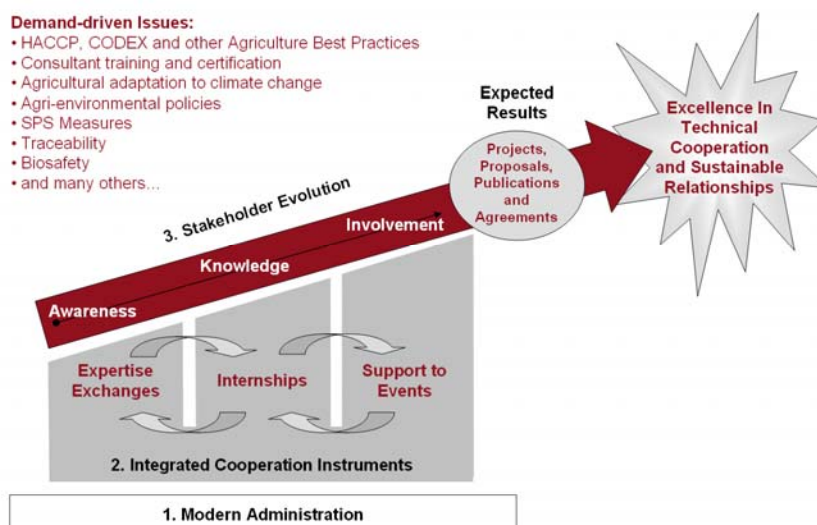 Demand-driven Issues:
• HACCP, CODEX and other Agriculture Best Practices
• Consultant training and certification
• Agricultural adaptation to climate change
• Agri-environmental policies
• SPS Measures
• Traceability
• Biosafety
• and many others...
Expected
Results
Excellence In
Technical
Cooperation
and Sustainable
Relationships
Projects,
Proposals,
Publications
and
Agreements
3. Stakeholder Evolution
Involvement
Knowledge
Awareness
Expertise
Exchanges
Internships
Support to
Events
2. Integrated Cooperation Instruments
1. Modern Administration